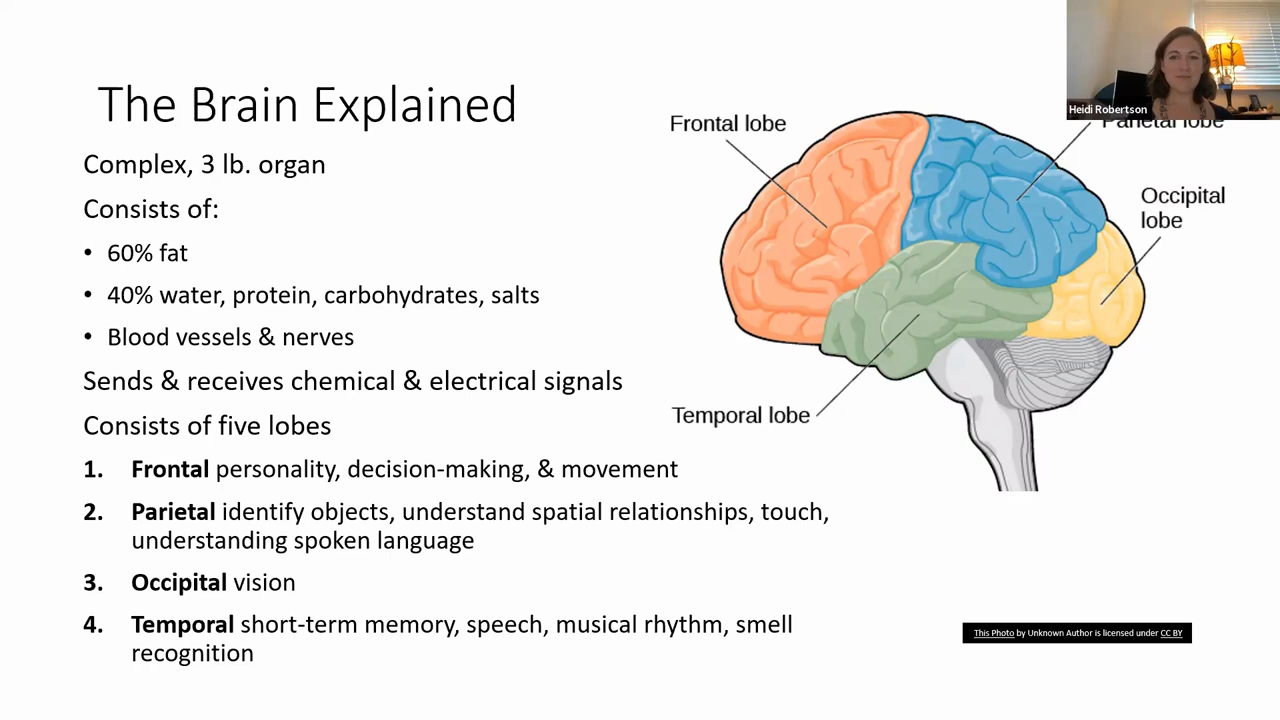 The Brain Explained
Complex, 3 lb. organ
Consists of:
• 60% fat
• 40% water, protein, carbohydrates, salts
• Blood vessels & nerves
Sends & receives chemical & electrical signals
Consists of five lobes
1. Frontal personality, decision-making, & movement
2. Parietal identify objects, understand spatial relationships, touch,
understanding spoken language
3. Occipital vision
4. Temporal short-term memory, speech, musical rhythm, smell
recognition
Frontal lobe
Parietal lobe
Occipital
lobe
Temporal lobe
Heidi Robertson
This Photo by Unknown Author is licensed under CC BY